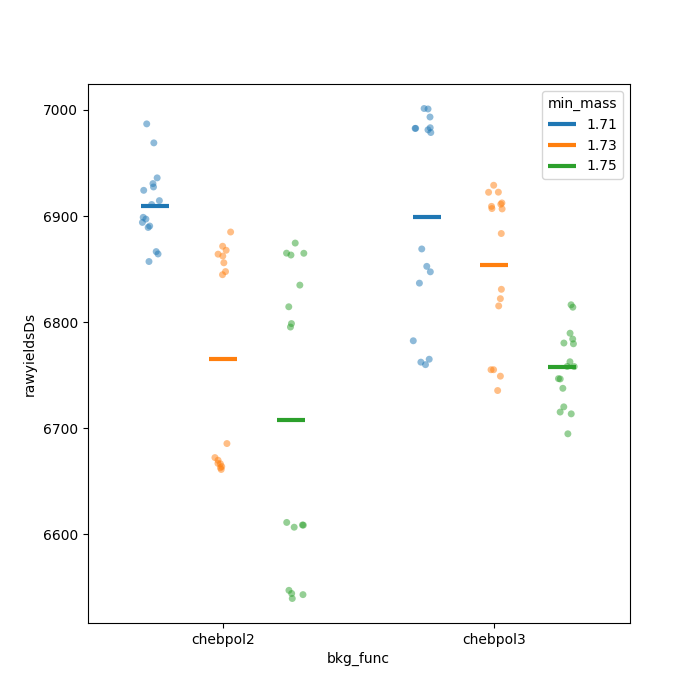 7000
6900
6800
6700
6600
rawyieldsDs
min_mass
1.71
1.73
1.75
chebpol2
chebpol3
bkg_func